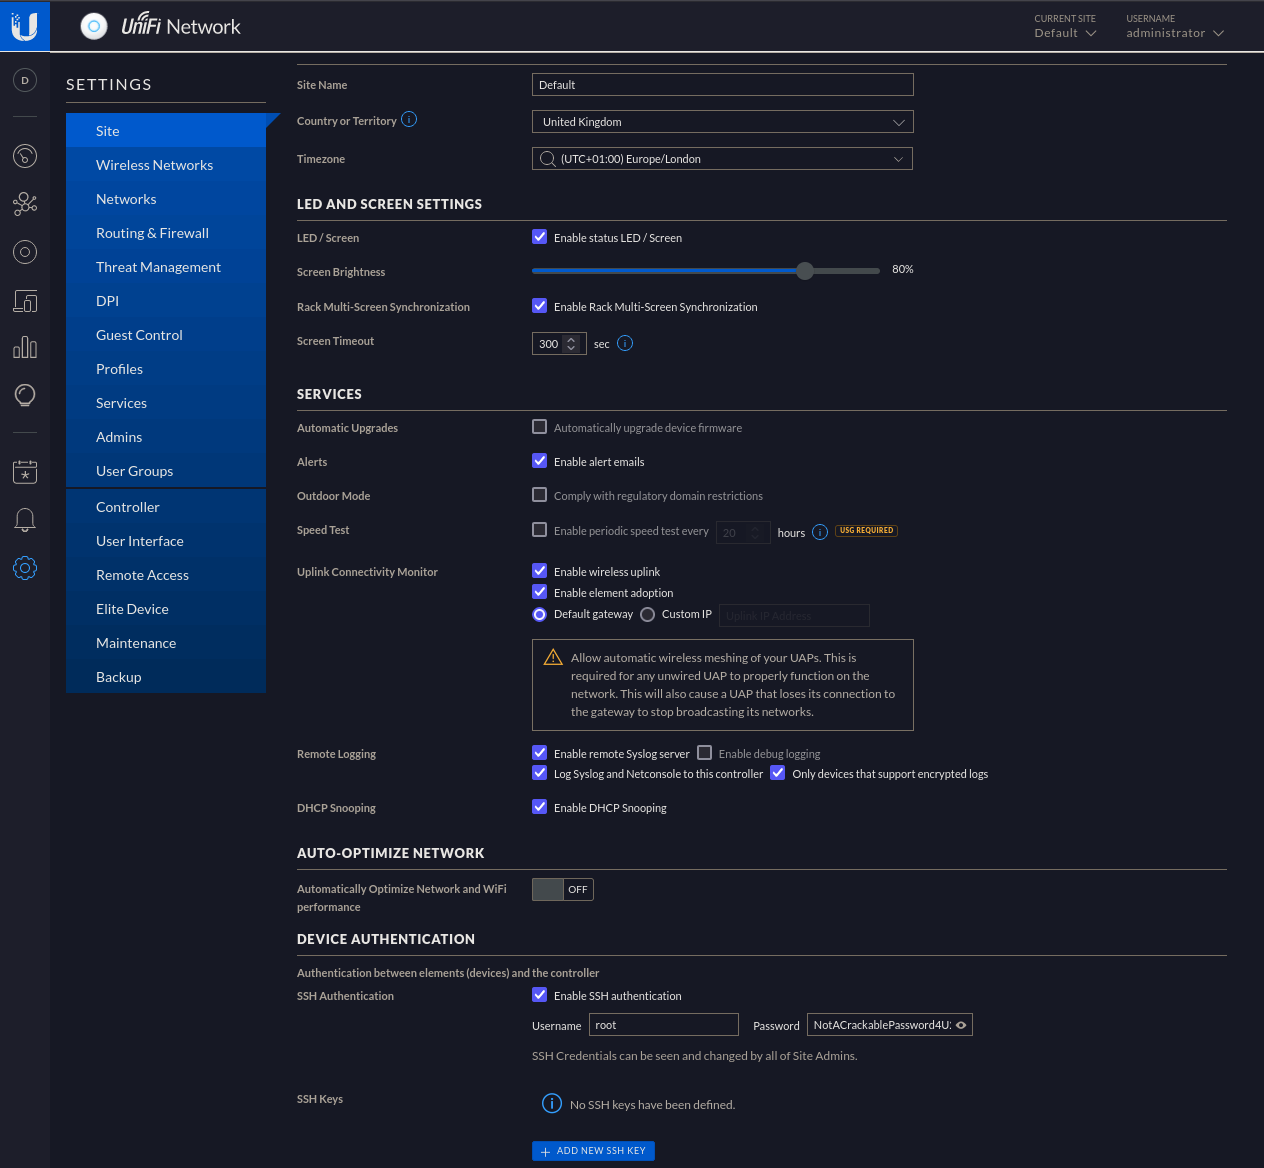 UniFi Network
CURRENT SITE
Default
USERNAME
administrator
D
SETTINGS
Site
Wireless Networks
Networks
Routing & Firewall
Threat Management
DPI
Guest Control
Profiles
Services
Admins
User Groups
Controller
User Interface
Remote Access
Elite Device
Maintenance
Backup
Site Name Default
Country or Territory United Kingdom
Timezone (UTC+01:00) Europe/London
LED AND SCREEN SETTINGS
LED / Screen Enable status LED / Screen
Screen Brightness 80%
Rack Multi-Screen Synchronization Enable Rack Multi-Screen Synchronization
Screen Timeout 300 sec
SERVICES
Automatic Upgrades Automatically upgrade device firmware
Alerts Enable alert emails
Outdoor Mode Comply with regulatory domain restrictions
Speed Test Enable periodic speed test every 20 hours USG REQUIRED
Uplink Connectivity Monitor Enable wireless uplink
Enable element adoption
Default gateway Custom IP Uplink IP Address
Allow automatic wireless meshing of your UAPs. This is
required for any unwired UAP to properly function on the
network. This will also cause a UAP that loses its connection to
the gateway to stop broadcasting its networks.
Remote Logging Enable remote Syslog server Enable debug logging
Log Syslog and Netconsole to this controller Only devices that support encrypted logs
DHCP Snooping Enable DHCP Snooping
AUTO-OPTIMIZE NETWORK
Automatically Optimize Network and WiFi
performance
OFF
DEVICE AUTHENTICATION
Authentication between elements (devices) and the controller
SSH Authentication Enable SSH authentication
Username root Password NotACrackablePassword4U
SSH Credentials can be seen and changed by all of Site Admins.
SSH Keys No SSH keys have been defined.
+ ADD NEW SSH KEY